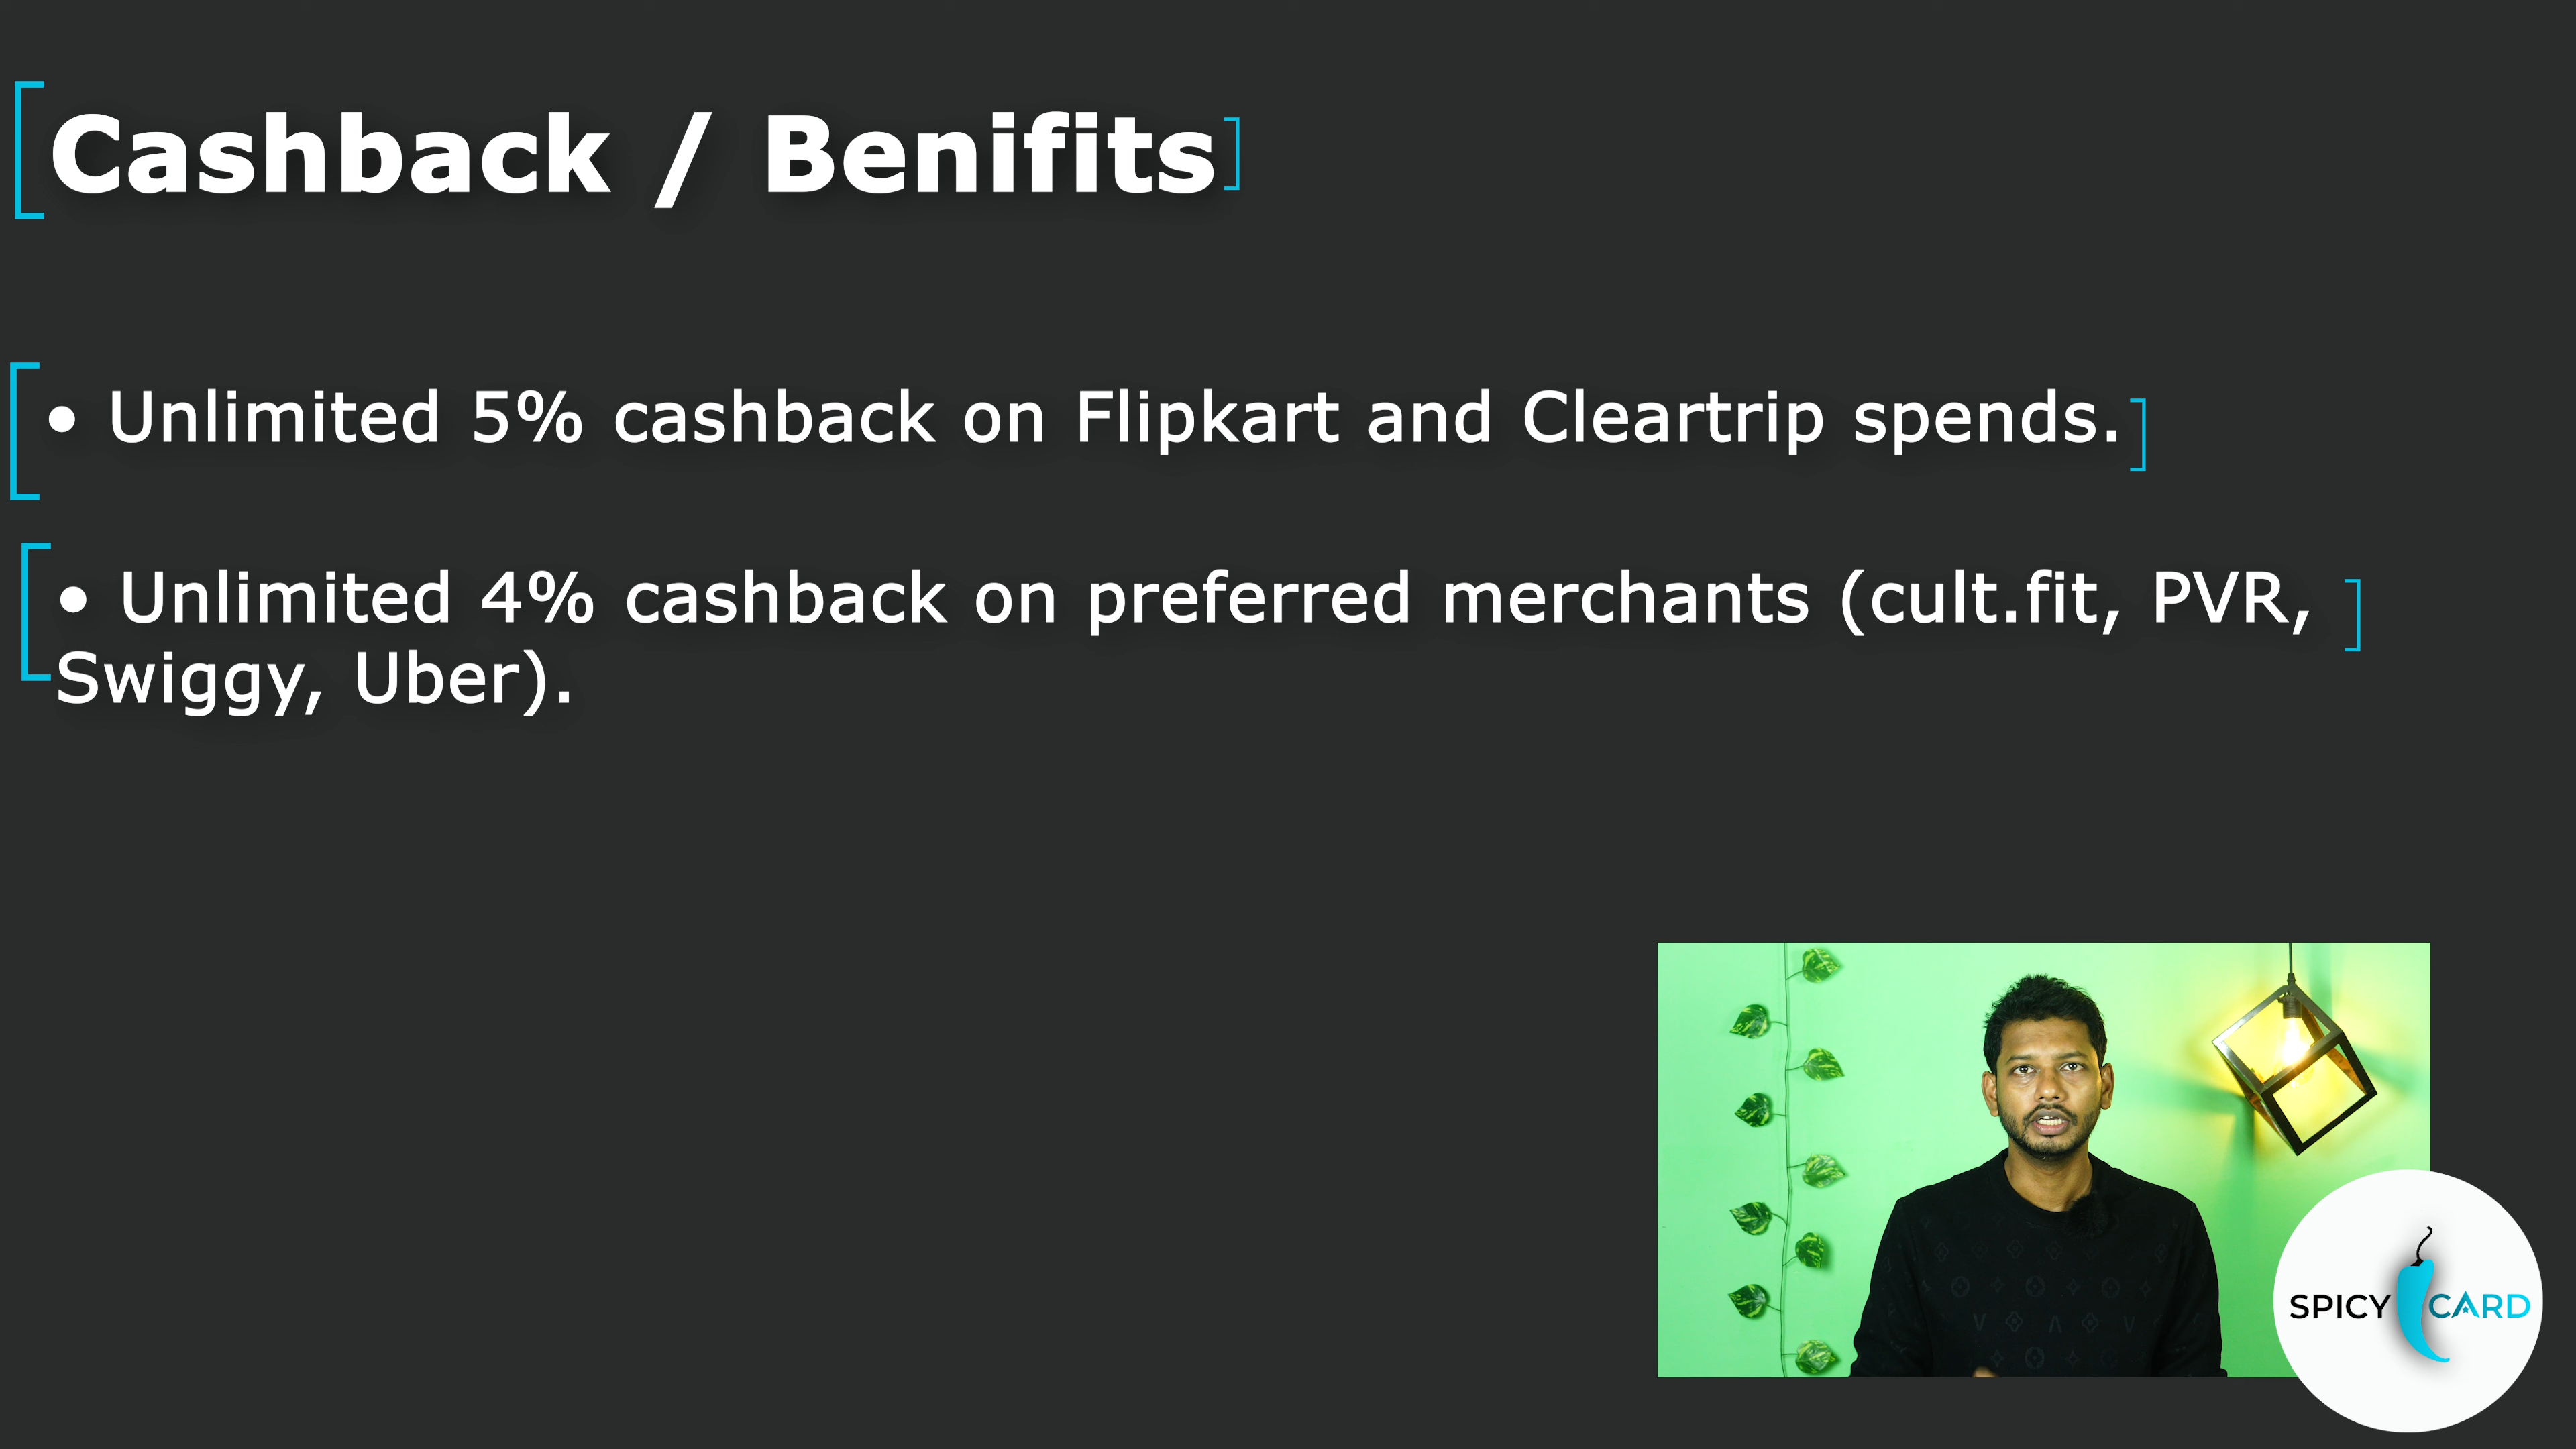 Cashback / Benifits
• Unlimited 5% cashback on Flipkart and Cleartrip spends.
• Unlimited 4% cashback on preferred merchants (cult.fit, PVR,
Swiggy, Uber).
SPICY CARD